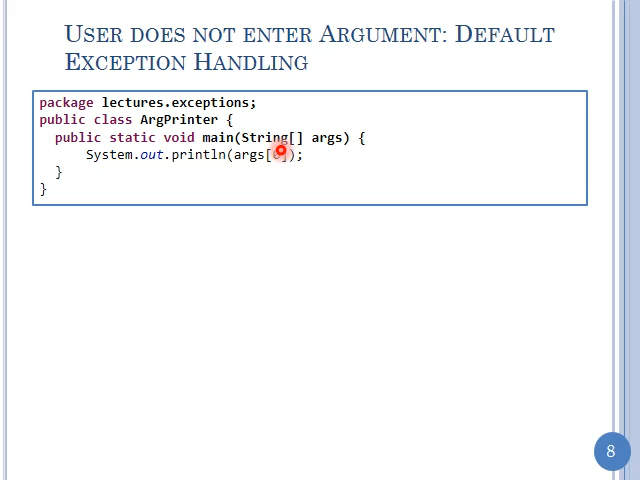 USER DOES NOT ENTER ARGUMENT: DEFAULT
EXCEPTION HANDLING
package lectures.exceptions;
public class ArgPrinter {
public static void main(String[] args) {
System.out.println(args[0]);
}
}
8